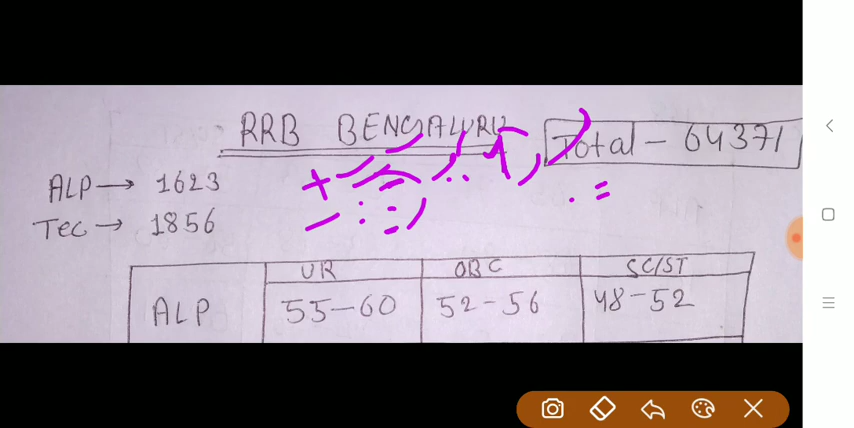 RRB BENGALURU
Total - 64371
ALP → 1623
Tec → 1856
UR OBC SC/ST
ALP 55-60 52-56 48-52